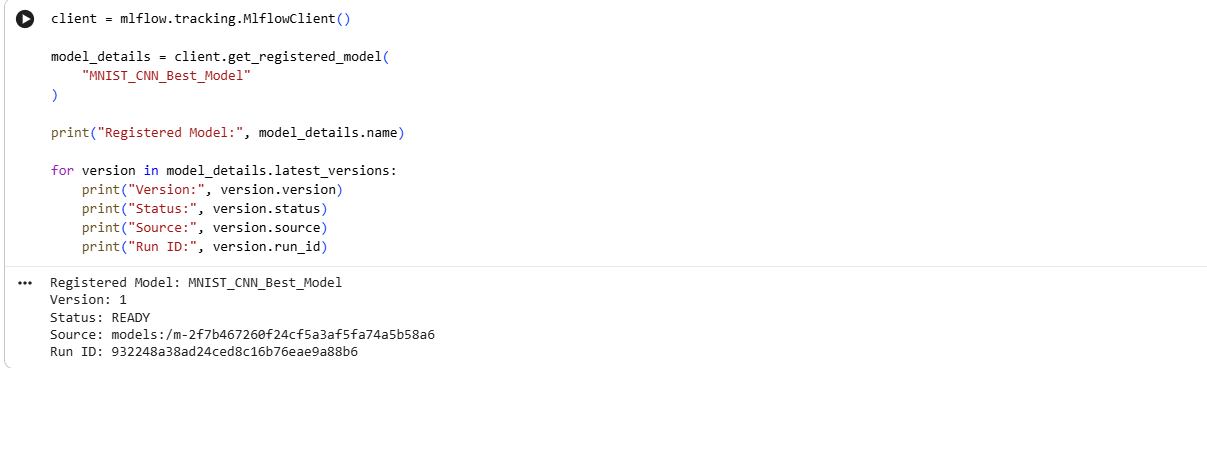 client = mlflow.tracking.MlflowClient()
model_details = client.get_registered_model(
    "MNIST_CNN_Best_Model"
)
print("Registered Model:", model_details.name)
for version in model_details.latest_versions:
    print("Version:", version.version)
    print("Status:", version.status)
    print("Source:", version.source)
    print("Run ID:", version.run_id)
Registered Model: MNIST_CNN_Best_Model
Version: 1
Status: READY
Source: models:/m-2f7b467260f24cf5a3af5fa74a5b58a6
Run ID: 932248a38ad24ced8c16b76eae9a88b6